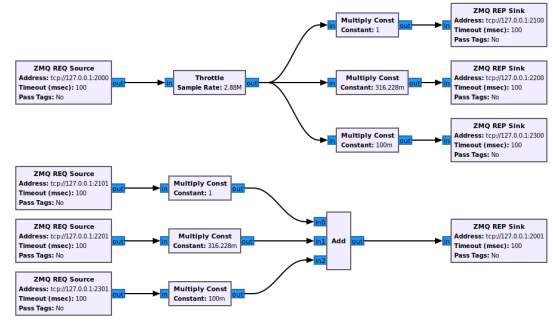 ZMQ REQ Source
Address: tcp://127.0.0.1:2000
Timeout (msec): 100
Pass Tags: No
out
in
Throttle
Sample Rate: 2.88M
out
in
Multiply Const
Constant: 1
out
in
ZMQ REP Sink
Address: tcp://127.0.0.1:2100
Timeout (msec): 100
Pass Tags: No
in
Multiply Const
Constant: 316.228m
out
in
ZMQ REP Sink
Address: tcp://127.0.0.1:2200
Timeout (msec): 100
Pass Tags: No
in
Multiply Const
Constant: 100m
out
in
ZMQ REP Sink
Address: tcp://127.0.0.1:2300
Timeout (msec): 100
Pass Tags: No
ZMQ REQ Source
Address: tcp://127.0.0.1:2101
Timeout (msec): 100
Pass Tags: No
out
in
Multiply Const
Constant: 1
out
ZMQ REQ Source
Address: tcp://127.0.0.1:2201
Timeout (msec): 100
Pass Tags: No
out
in
Multiply Const
Constant: 316.228m
out
ZMQ REQ Source
Address: tcp://127.0.0.1:2301
Timeout (msec): 100
Pass Tags: No
out
in
Multiply Const
Constant: 100m
out
in0
in1
in2
Add
out
in
ZMQ REP Sink
Address: tcp://127.0.0.1:2001
Timeout (msec): 100
Pass Tags: No